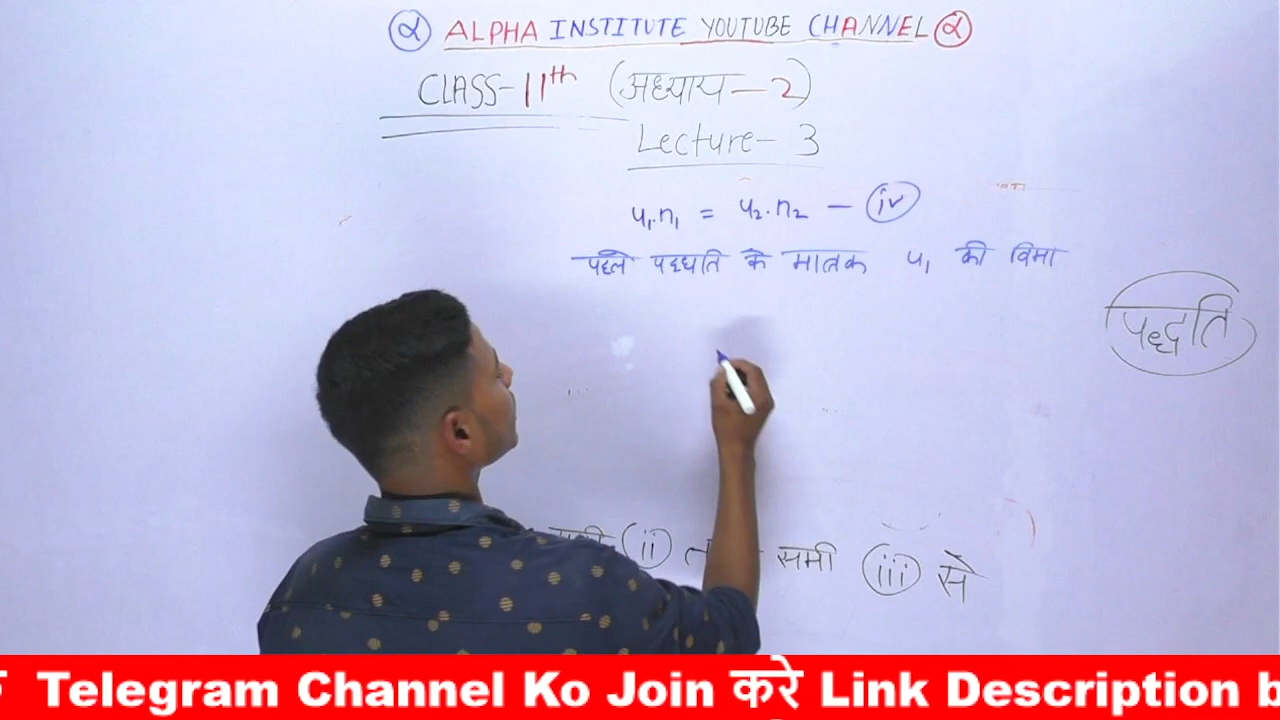 α ALPHA INSTITUTE YOUTUBE CHANNEL α
CLASS-11th (अध्याय-2)
Lecture-3
u₁.n₁ = u₂.n₂ — iv
पहले पद्धति के मात्रक u₁ की विमा
पद्धति
ii समी iii से
Telegram Channel Ko Join करे Link Description b